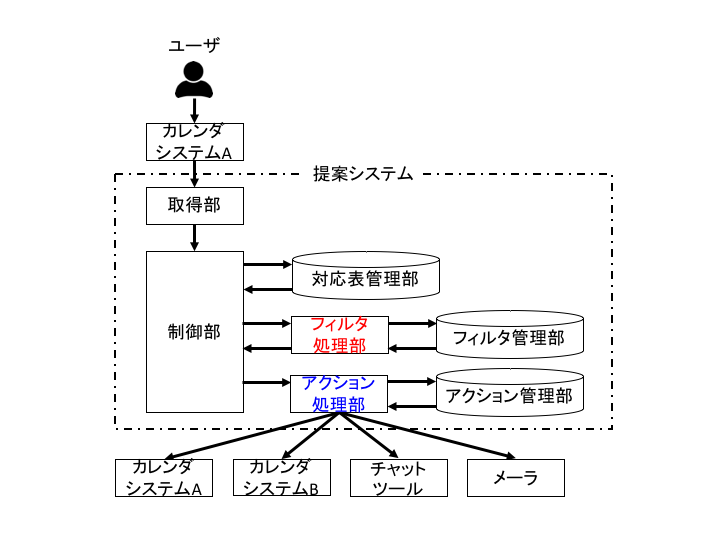 ユーザ
カレンダ
システムA
提案システム
取得部
対応表管理部
制御部
フィルタ
処理部
フィルタ管理部
アクション
処理部
アクション管理部
カレンダ
システムA
カレンダ
システムB
チャット
ツール
メーラ